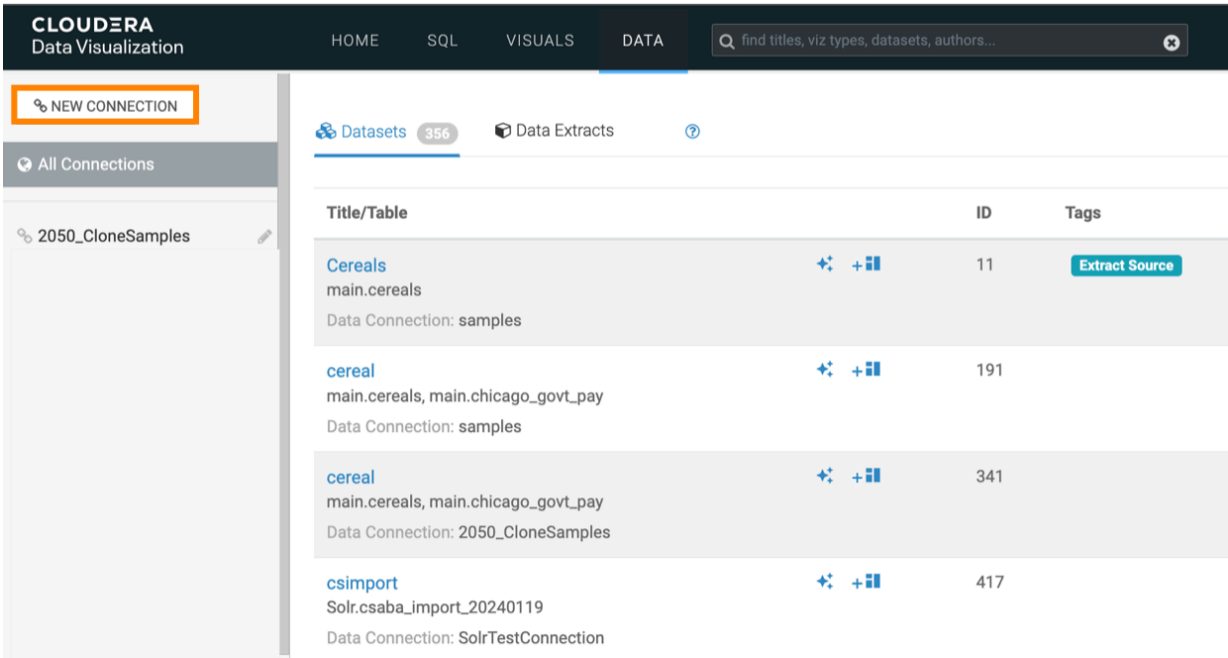 CLOUDERA
Data Visualization
HOME SQL VISUALS DATA find titles, viz types, datasets, authors...
NEW CONNECTION
All Connections
2050_CloneSamples
Datasets 356 Data Extracts
Title/Table ID Tags
Cereals 11 Extract Source
main.cereals
Data Connection: samples
cereal 191
main.cereals, main.chicago_govt_pay
Data Connection: samples
cereal 341
main.cereals, main.chicago_govt_pay
Data Connection: 2050_CloneSamples
csimport 417
Solr.csaba_import_20240119
Data Connection: SolrTestConnection